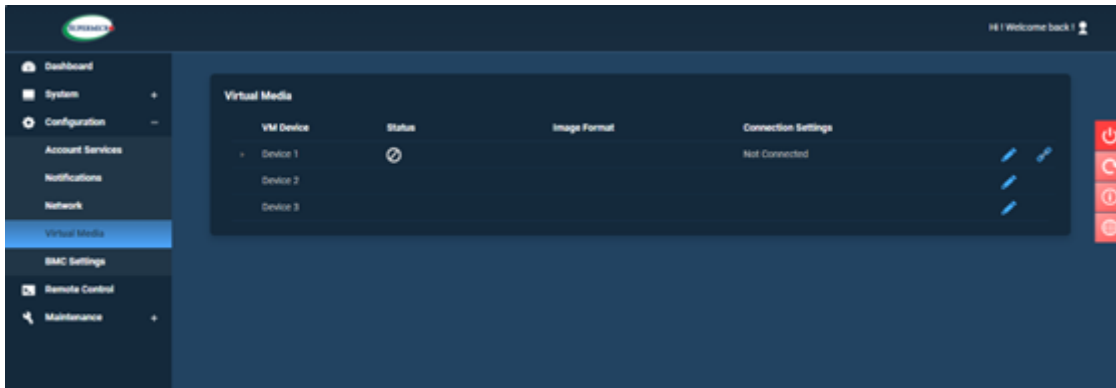 SUPERMICR
Hi ! Welcome back !
Dashboard
System +
Configuration −
Account Services
Notifications
Network
Virtual Media
BMC Settings
Remote Control
Maintenance +
Virtual Media
VM Device Status Image Format Connection Settings
Device 1 Not Connected
Device 2
Device 3